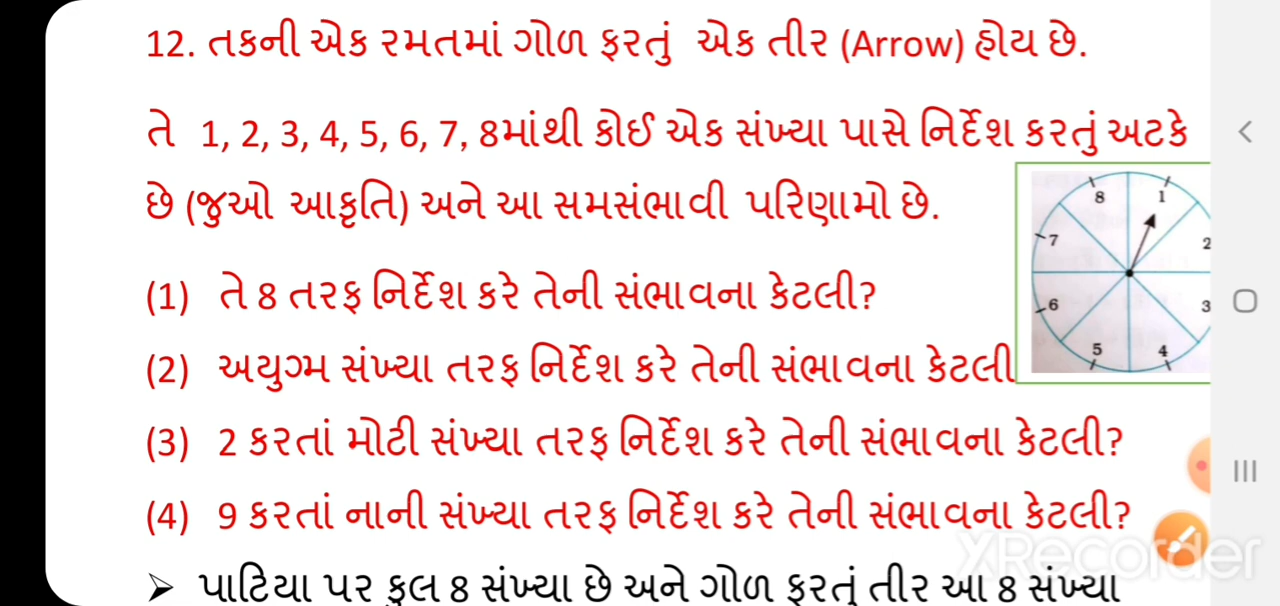 12. તકની એક રમતમાં ગોળ ફરતું એક તીર (Arrow) હોય છે.
તે 1, 2, 3, 4, 5, 6, 7, 8માંથી કોઈ એક સંખ્યા પાસે નિર્દેશ કરતું અટકે
છે (જુઓ આકૃતિ) અને આ સમસંભાવી પરિણામો છે.
8 1
7 2
6 3
5 4
(1) તે 8 તરફ નિર્દેશ કરે તેની સંભાવના કેટલી?
(2) અયુગ્મ સંખ્યા તરફ નિર્દેશ કરે તેની સંભાવના કેટલી
(3) 2 કરતાં મોટી સંખ્યા તરફ નિર્દેશ કરે તેની સંભાવના કેટલી?
(4) 9 કરતાં નાની સંખ્યા તરફ નિર્દેશ કરે તેની સંભાવના કેટલી?
XRecorder
➢ પાટિયા પર કુલ 8 સંખ્યા છે અને ગોળ ફરતું તીર આ 8 સંખ્યા